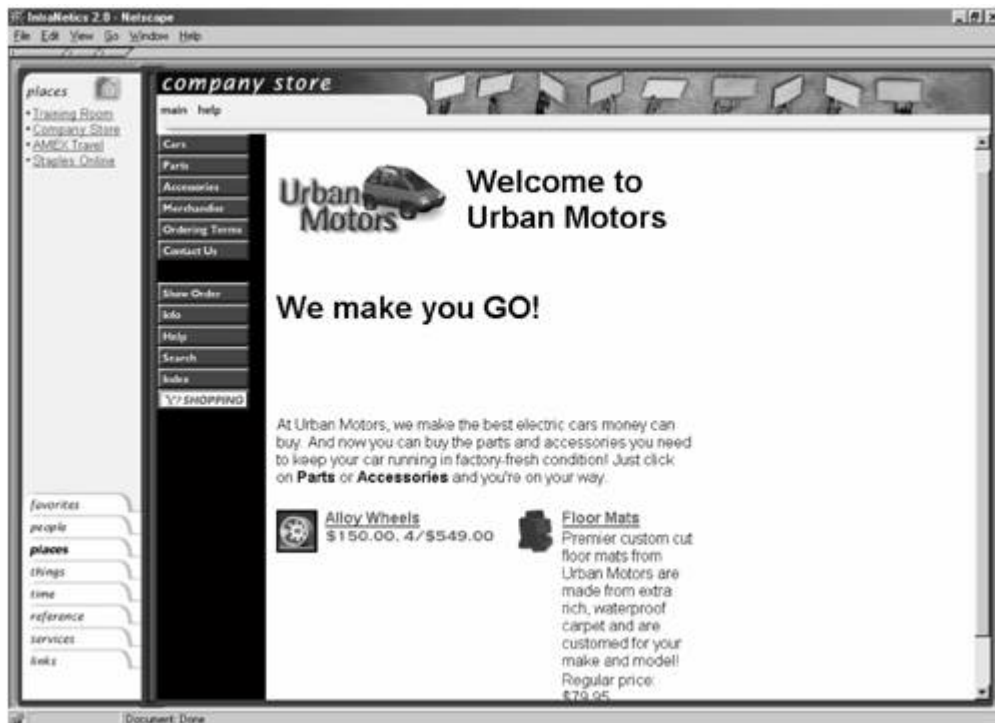 IntraNetics 2.0 - Netscape
File Edit View Go Window Help
places
• Training Room
• Company Store
• AMEX Travel
• Staples Online
favorites
people
places
things
time
reference
services
links
company store
main help
Cars
Parts
Accessories
Merchandise
Ordering Terms
Contact Us
Show Order
Info
Help
Search
Index
SHOPPING
Urban
Motors
Welcome to
Urban Motors
We make you GO!
At Urban Motors, we make the best electric cars money can
buy. And now you can buy the parts and accessories you need
to keep your car running in factory-fresh condition! Just click
on Parts or Accessories and you're on your way.
Alloy Wheels
$150.00, 4/$549.00
Floor Mats
Premier custom cut
floor mats from
Urban Motors are
made from extra
rich, waterproof
carpet and are
customed for your
make and model!
Regular price:
$79.95
Document: Done